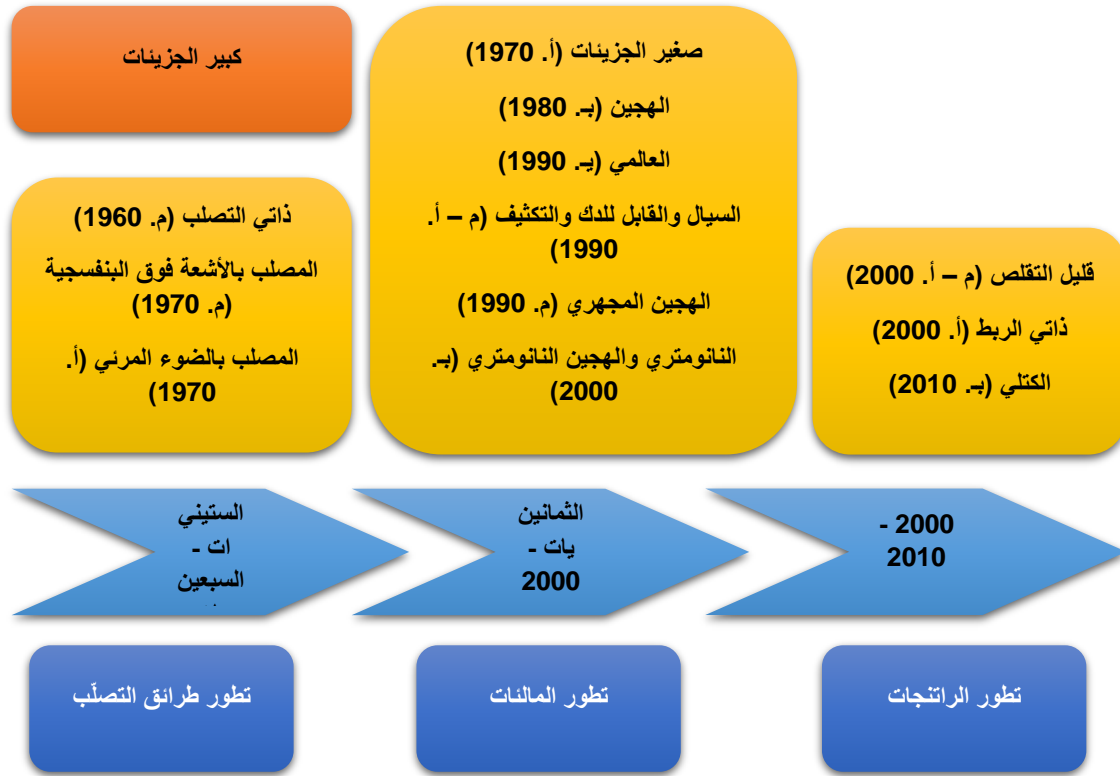 كبير الجزيئات
ذاتي التصلب (م. 1960)
المصلب بالأشعة فوق البنفسجية
(م. 1970)
المصلب بالضوء المرئي (أ.
1970)
صغير الجزيئات (أ. 1970)
الهجين (بـ. 1980)
العالمي (بـ. 1990)
السيال والقابل للدك والتكثيف (م – أ.
1990)
الهجين المجهري (م. 1990)
النانومتري والهجين النانومتري (بـ.
2000)
قليل التقلص (م – أ. 2000)
ذاتي الربط (أ. 2000)
الكتلي (بـ. 2010)
الستيني
ات -
السبعين
الثمانين
يات -
2000
2000 -
2010
تطور طرائق التصلّب
تطور المالئات
تطور الراتنجات